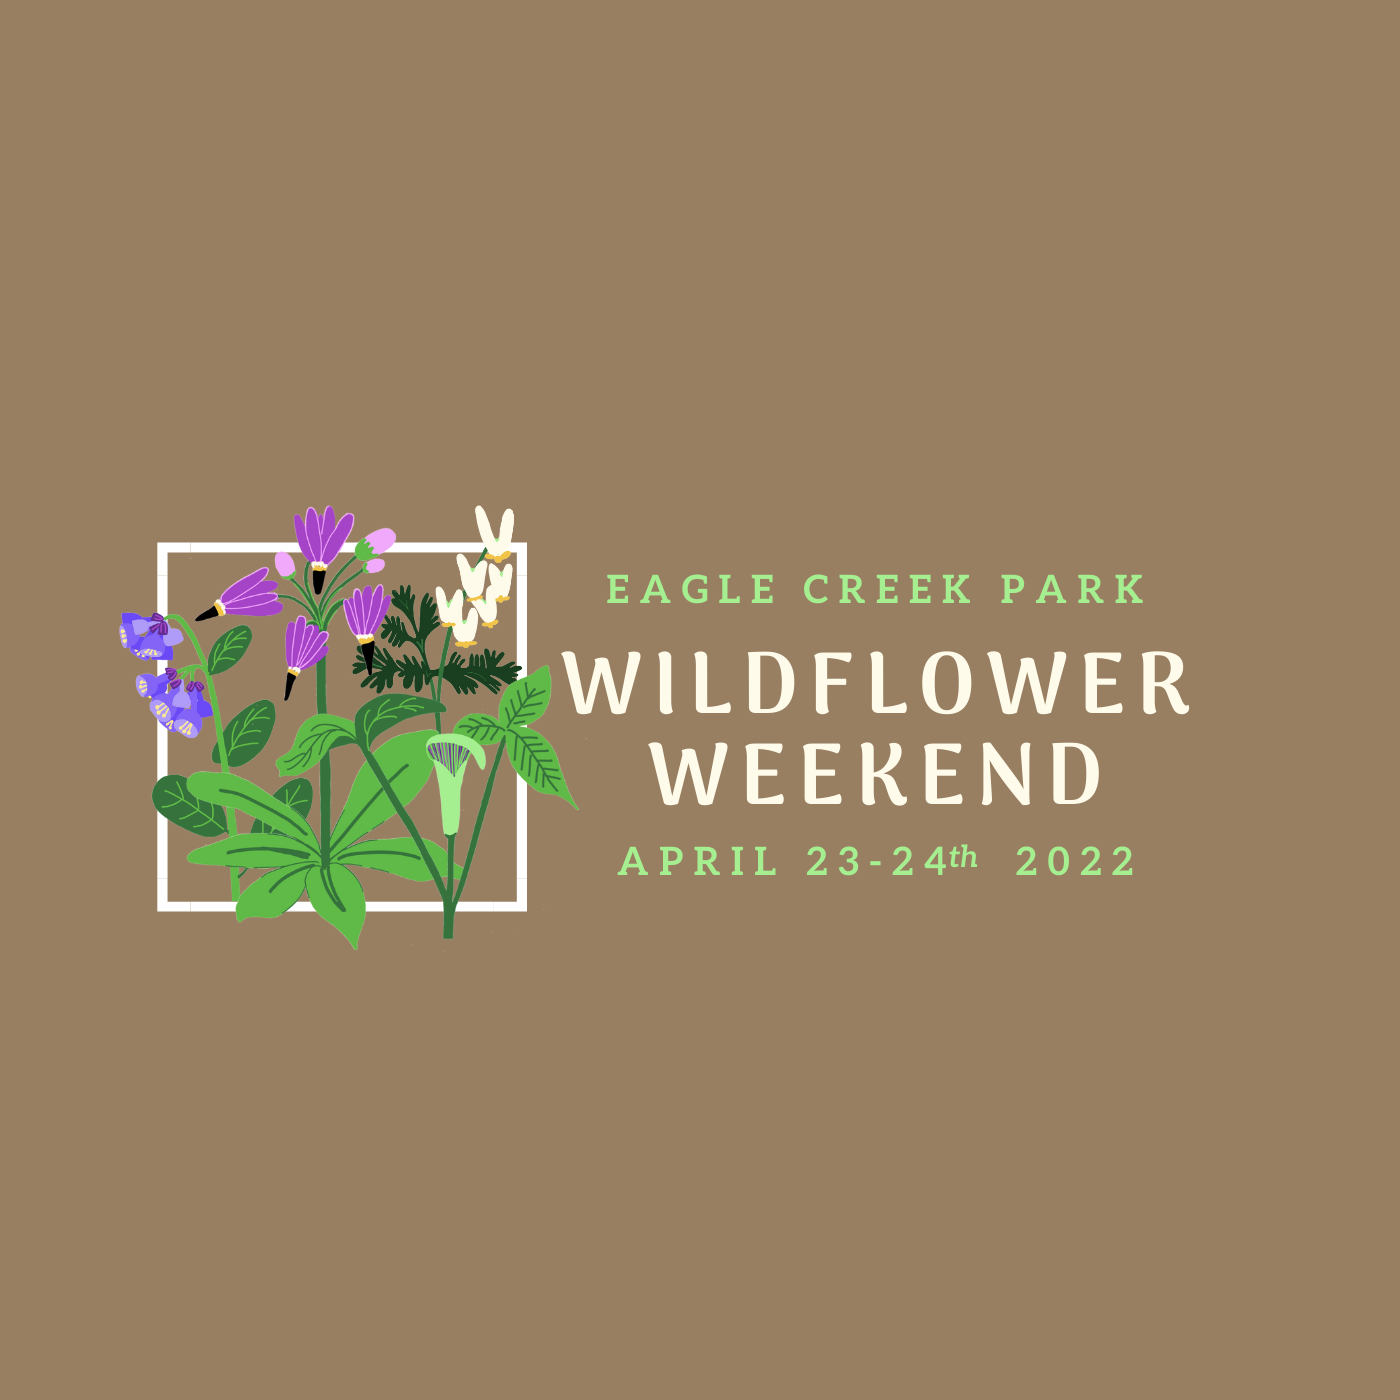 EAGLE CREEK PARK
WILDFLOWER
WEEKEND
APRIL 23-24th 2022